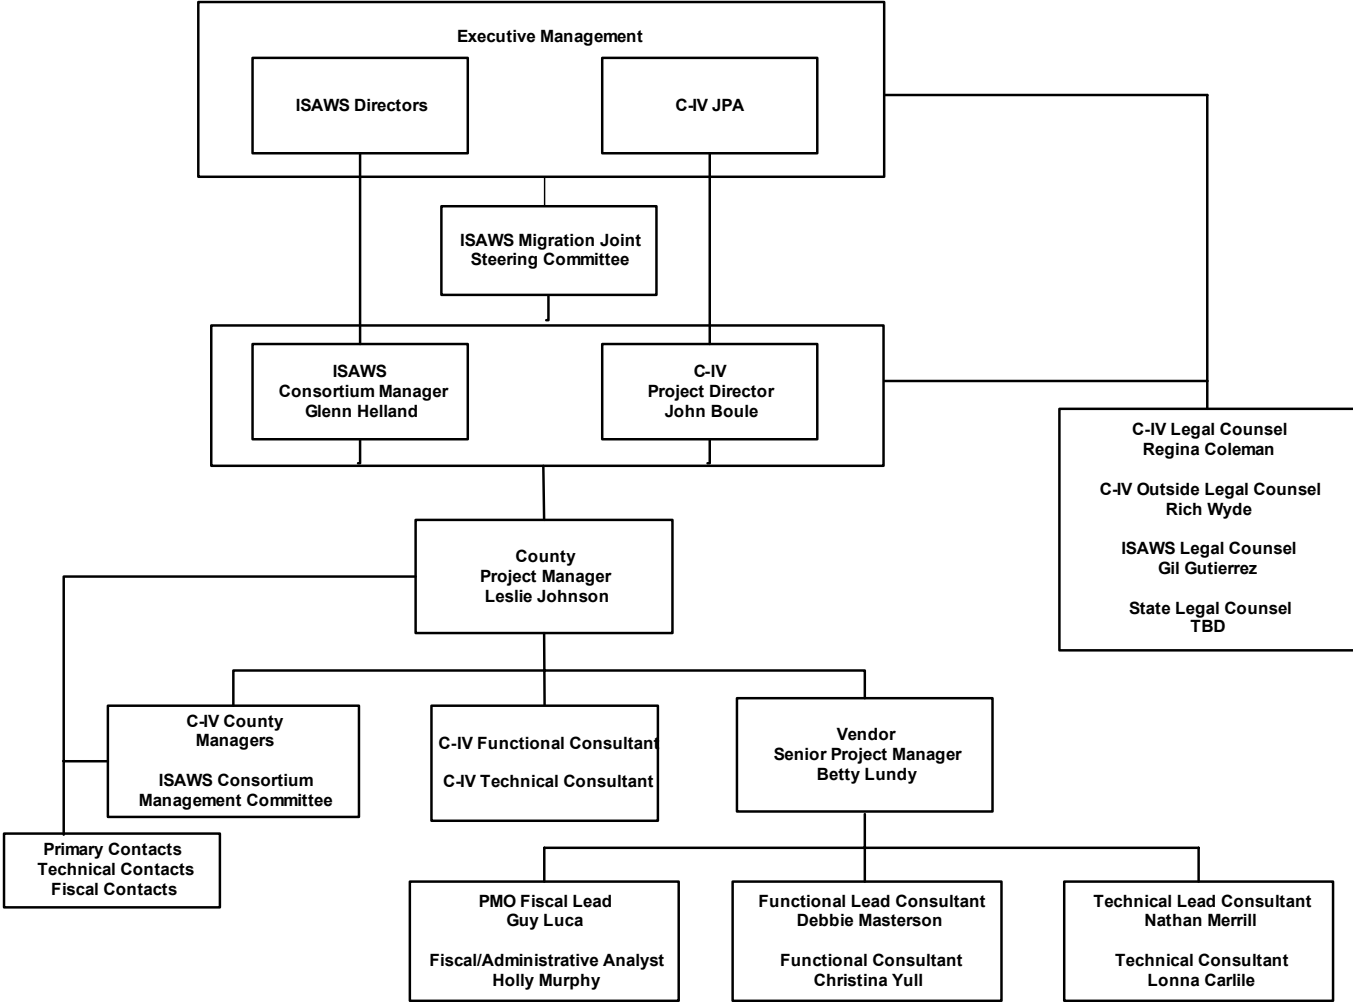 Executive Management
ISAWS Directors
C-IV JPA
ISAWS Migration Joint
Steering Committee
ISAWS
Consortium Manager
Glenn Helland
C-IV
Project Director
John Boule
C-IV Legal Counsel
Regina Coleman
C-IV Outside Legal Counsel
Rich Wyde
ISAWS Legal Counsel
Gil Gutierrez
State Legal Counsel
TBD
County
Project Manager
Leslie Johnson
C-IV County
Managers
ISAWS Consortium
Management Committee
C-IV Functional Consultant
C-IV Technical Consultant
Vendor
Senior Project Manager
Betty Lundy
Primary Contacts
Technical Contacts
Fiscal Contacts
PMO Fiscal Lead
Guy Luca
Fiscal/Administrative Analyst
Holly Murphy
Functional Lead Consultant
Debbie Masterson
Functional Consultant
Christina Yull
Technical Lead Consultant
Nathan Merrill
Technical Consultant
Lonna Carlile